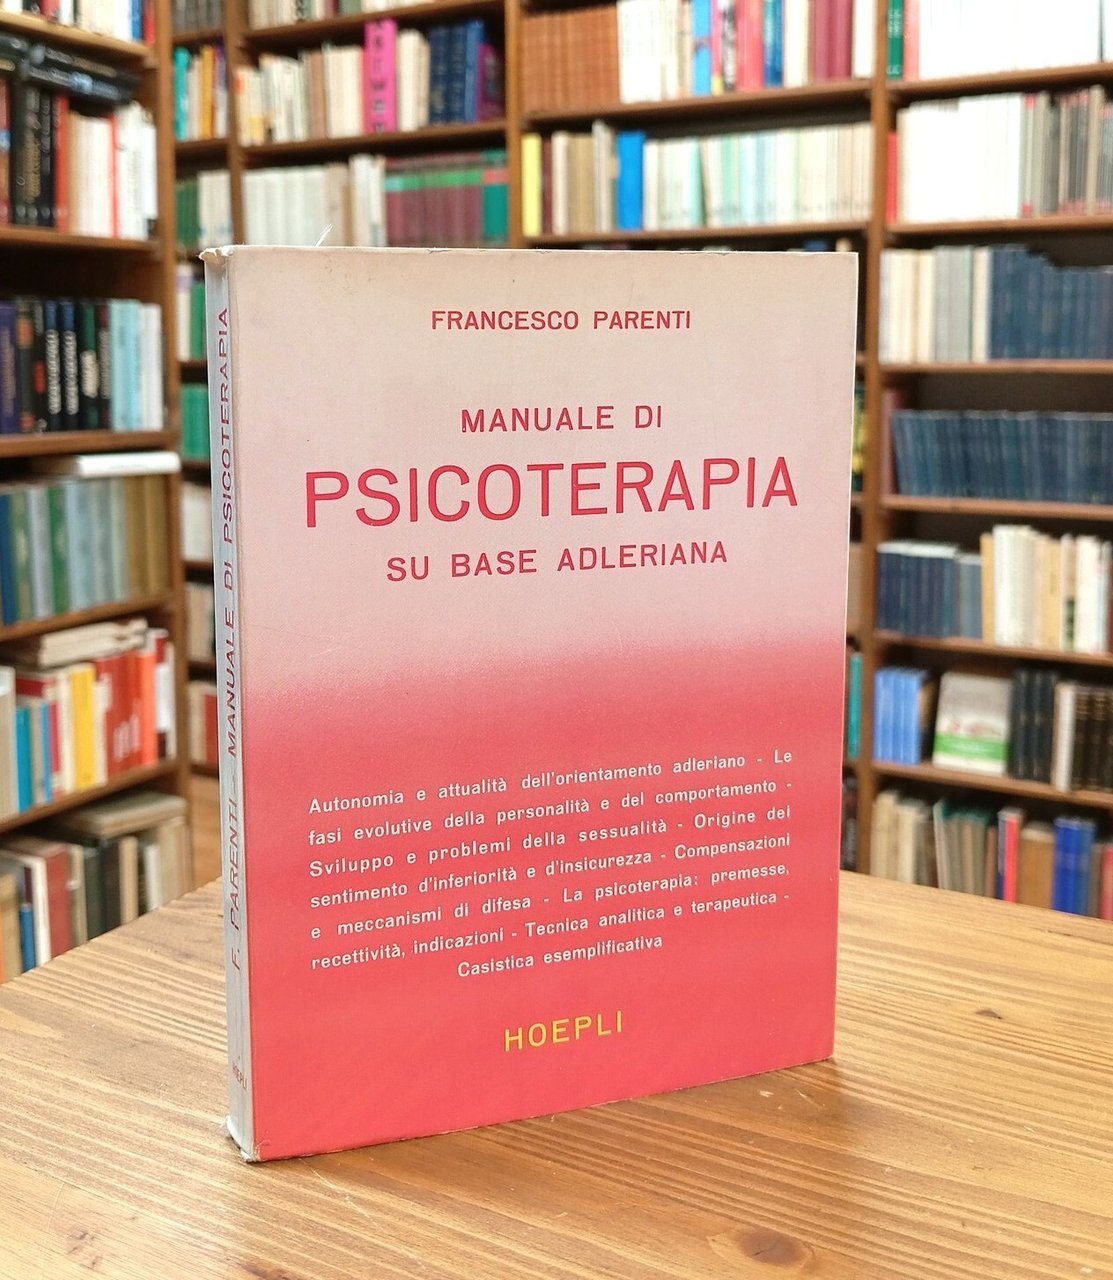 FRANCESCO PARENTI
MANUALE DI
PSICOTERAPIA
SU BASE ADLERIANA
Autonomia e attualità dell'orientamento adleriano - Le
fasi evolutive della personalità e del comportamento -
Sviluppo e problemi della sessualità - Origine del
sentimento d'inferiorità e d'insicurezza - Compensazioni
e meccanismi di difesa - La psicoterapia: premesse,
recettività, indicazioni - Tecnica analitica e terapeutica -
Casistica esemplificativa
HOEPLI
F. PARENTI - MANUALE DI PSICOTERAPIA
HOEPLI